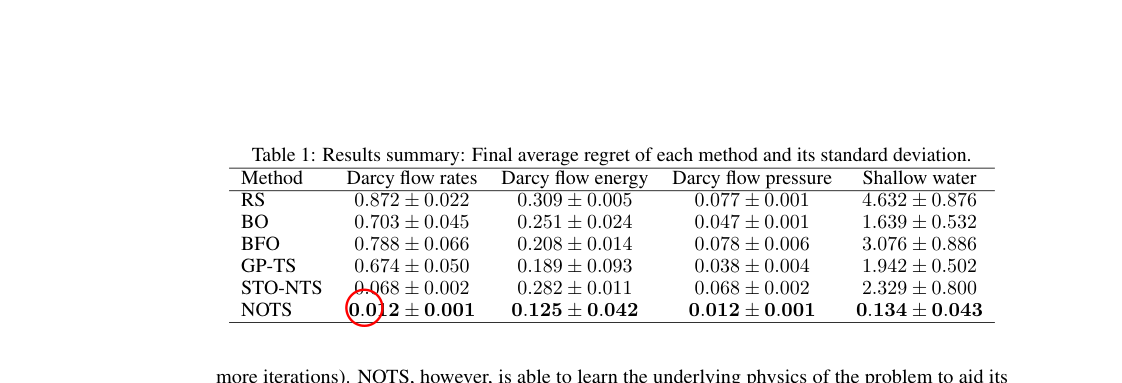 Table 1: Results summary: Final average regret of each method and its standard deviation.
Method Darcy flow rates Darcy flow energy Darcy flow pressure Shallow water
RS 0.872 ± 0.022 0.309 ± 0.005 0.077 ± 0.001 4.632 ± 0.876
BO 0.703 ± 0.045 0.251 ± 0.024 0.047 ± 0.001 1.639 ± 0.532
BFO 0.788 ± 0.066 0.208 ± 0.014 0.078 ± 0.006 3.076 ± 0.886
GP-TS 0.674 ± 0.050 0.189 ± 0.093 0.038 ± 0.004 1.942 ± 0.502
STO-NTS 0.068 ± 0.002 0.282 ± 0.011 0.068 ± 0.002 2.329 ± 0.800
NOTS 0.012 ± 0.001 0.125 ± 0.042 0.012 ± 0.001 0.134 ± 0.043
more iterations). NOTS, however, is able to learn the underlying physics of the problem to aid its